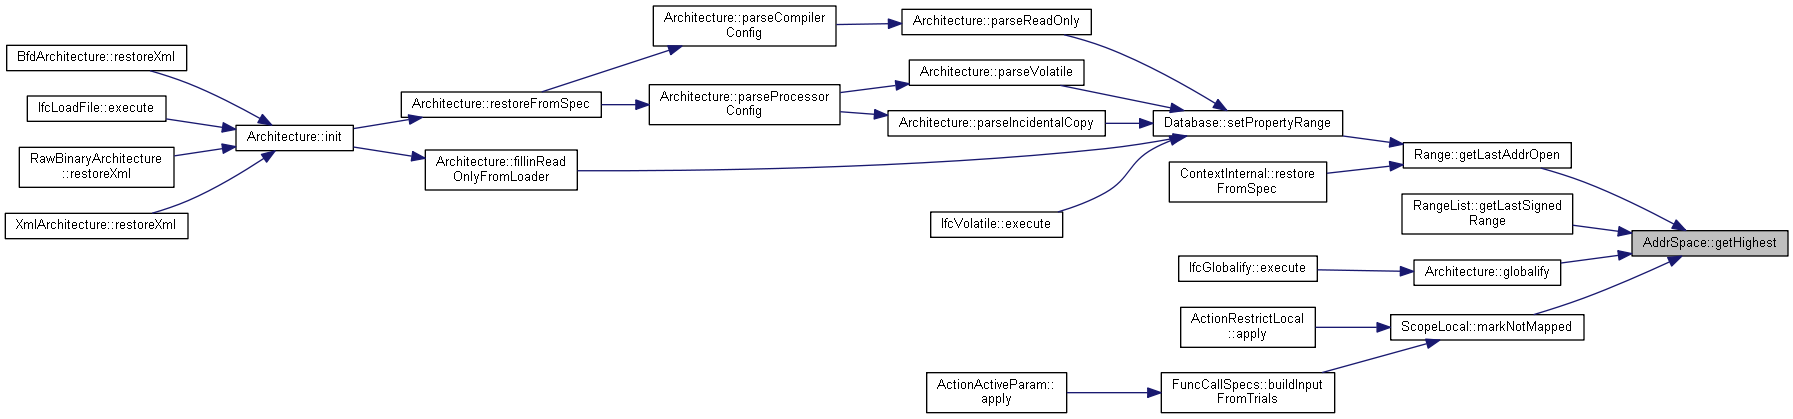 BfdArchitecture::restoreXml
IfcLoadFile::execute
RawBinaryArchitecture
::restoreXml
XmlArchitecture::restoreXml
Architecture::init
Architecture::restoreFromSpec
Architecture::fillinRead
OnlyFromLoader
Architecture::parseCompiler
Config
Architecture::parseProcessor
Config
Architecture::parseReadOnly
Architecture::parseVolatile
Architecture::parseIncidentalCopy
IfcVolatile::execute
ActionActiveParam::
apply
Database::setPropertyRange
ContextInternal::restore
FromSpec
IfcGlobalify::execute
ActionRestrictLocal
::apply
FuncCallSpecs::buildInput
FromTrials
Range::getLastAddrOpen
RangeList::getLastSigned
Range
Architecture::globalify
ScopeLocal::markNotMapped
AddrSpace::getHighest